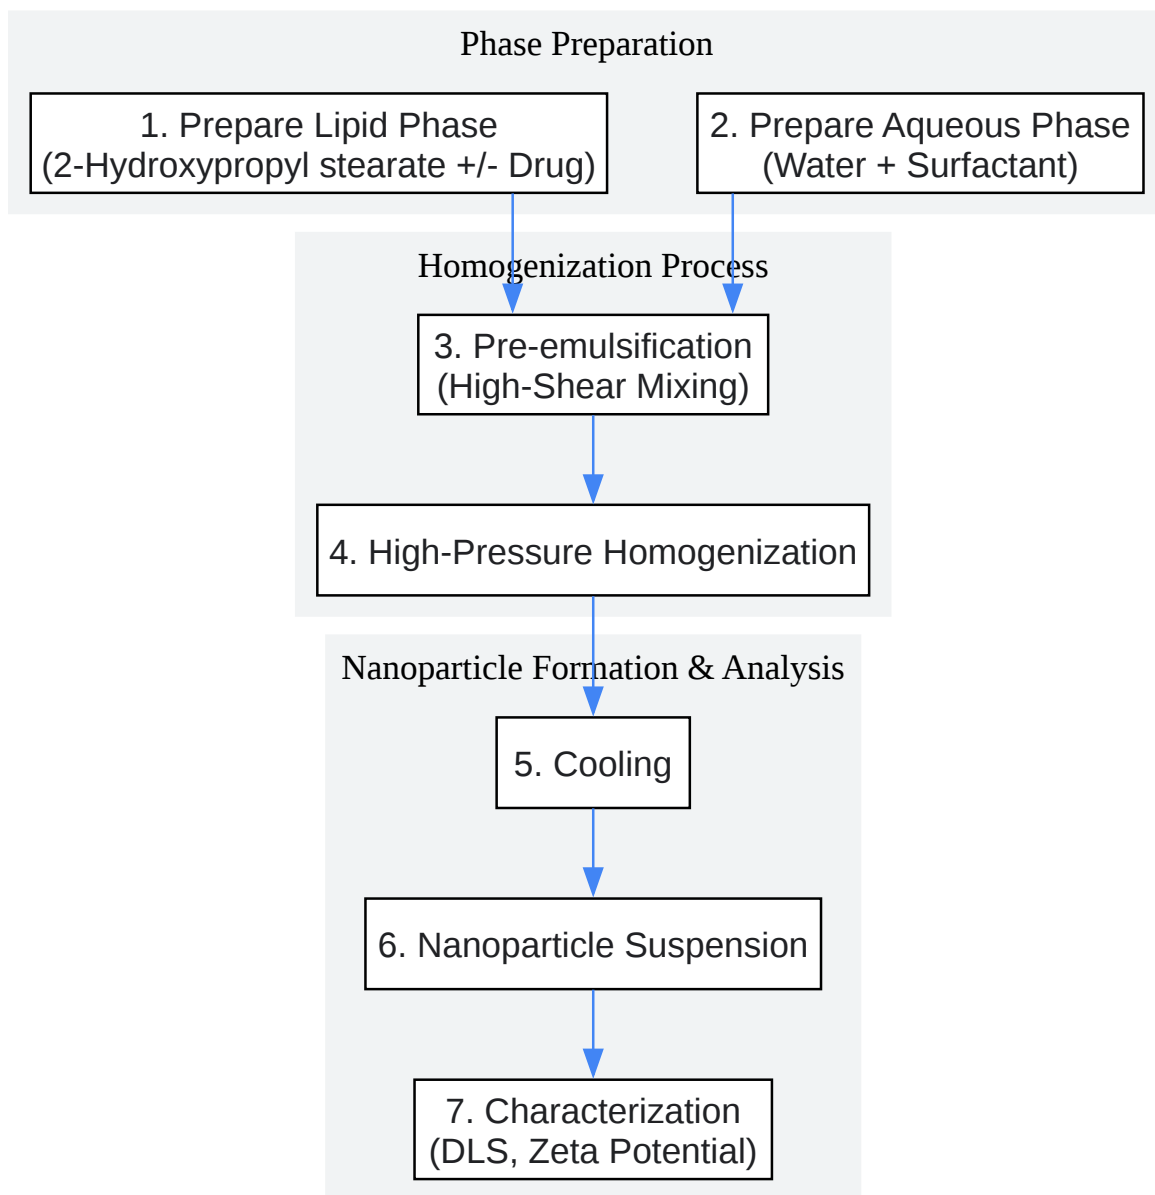 Phase Preparation
1. Prepare Lipid Phase
(2-Hydroxypropyl stearate +/- Drug)
2. Prepare Aqueous Phase
(Water + Surfactant)
Homogenization Process
3. Pre-emulsification
(High-Shear Mixing)
4. High-Pressure Homogenization
Nanoparticle Formation & Analysis
5. Cooling
6. Nanoparticle Suspension
7. Characterization
(DLS, Zeta Potential)